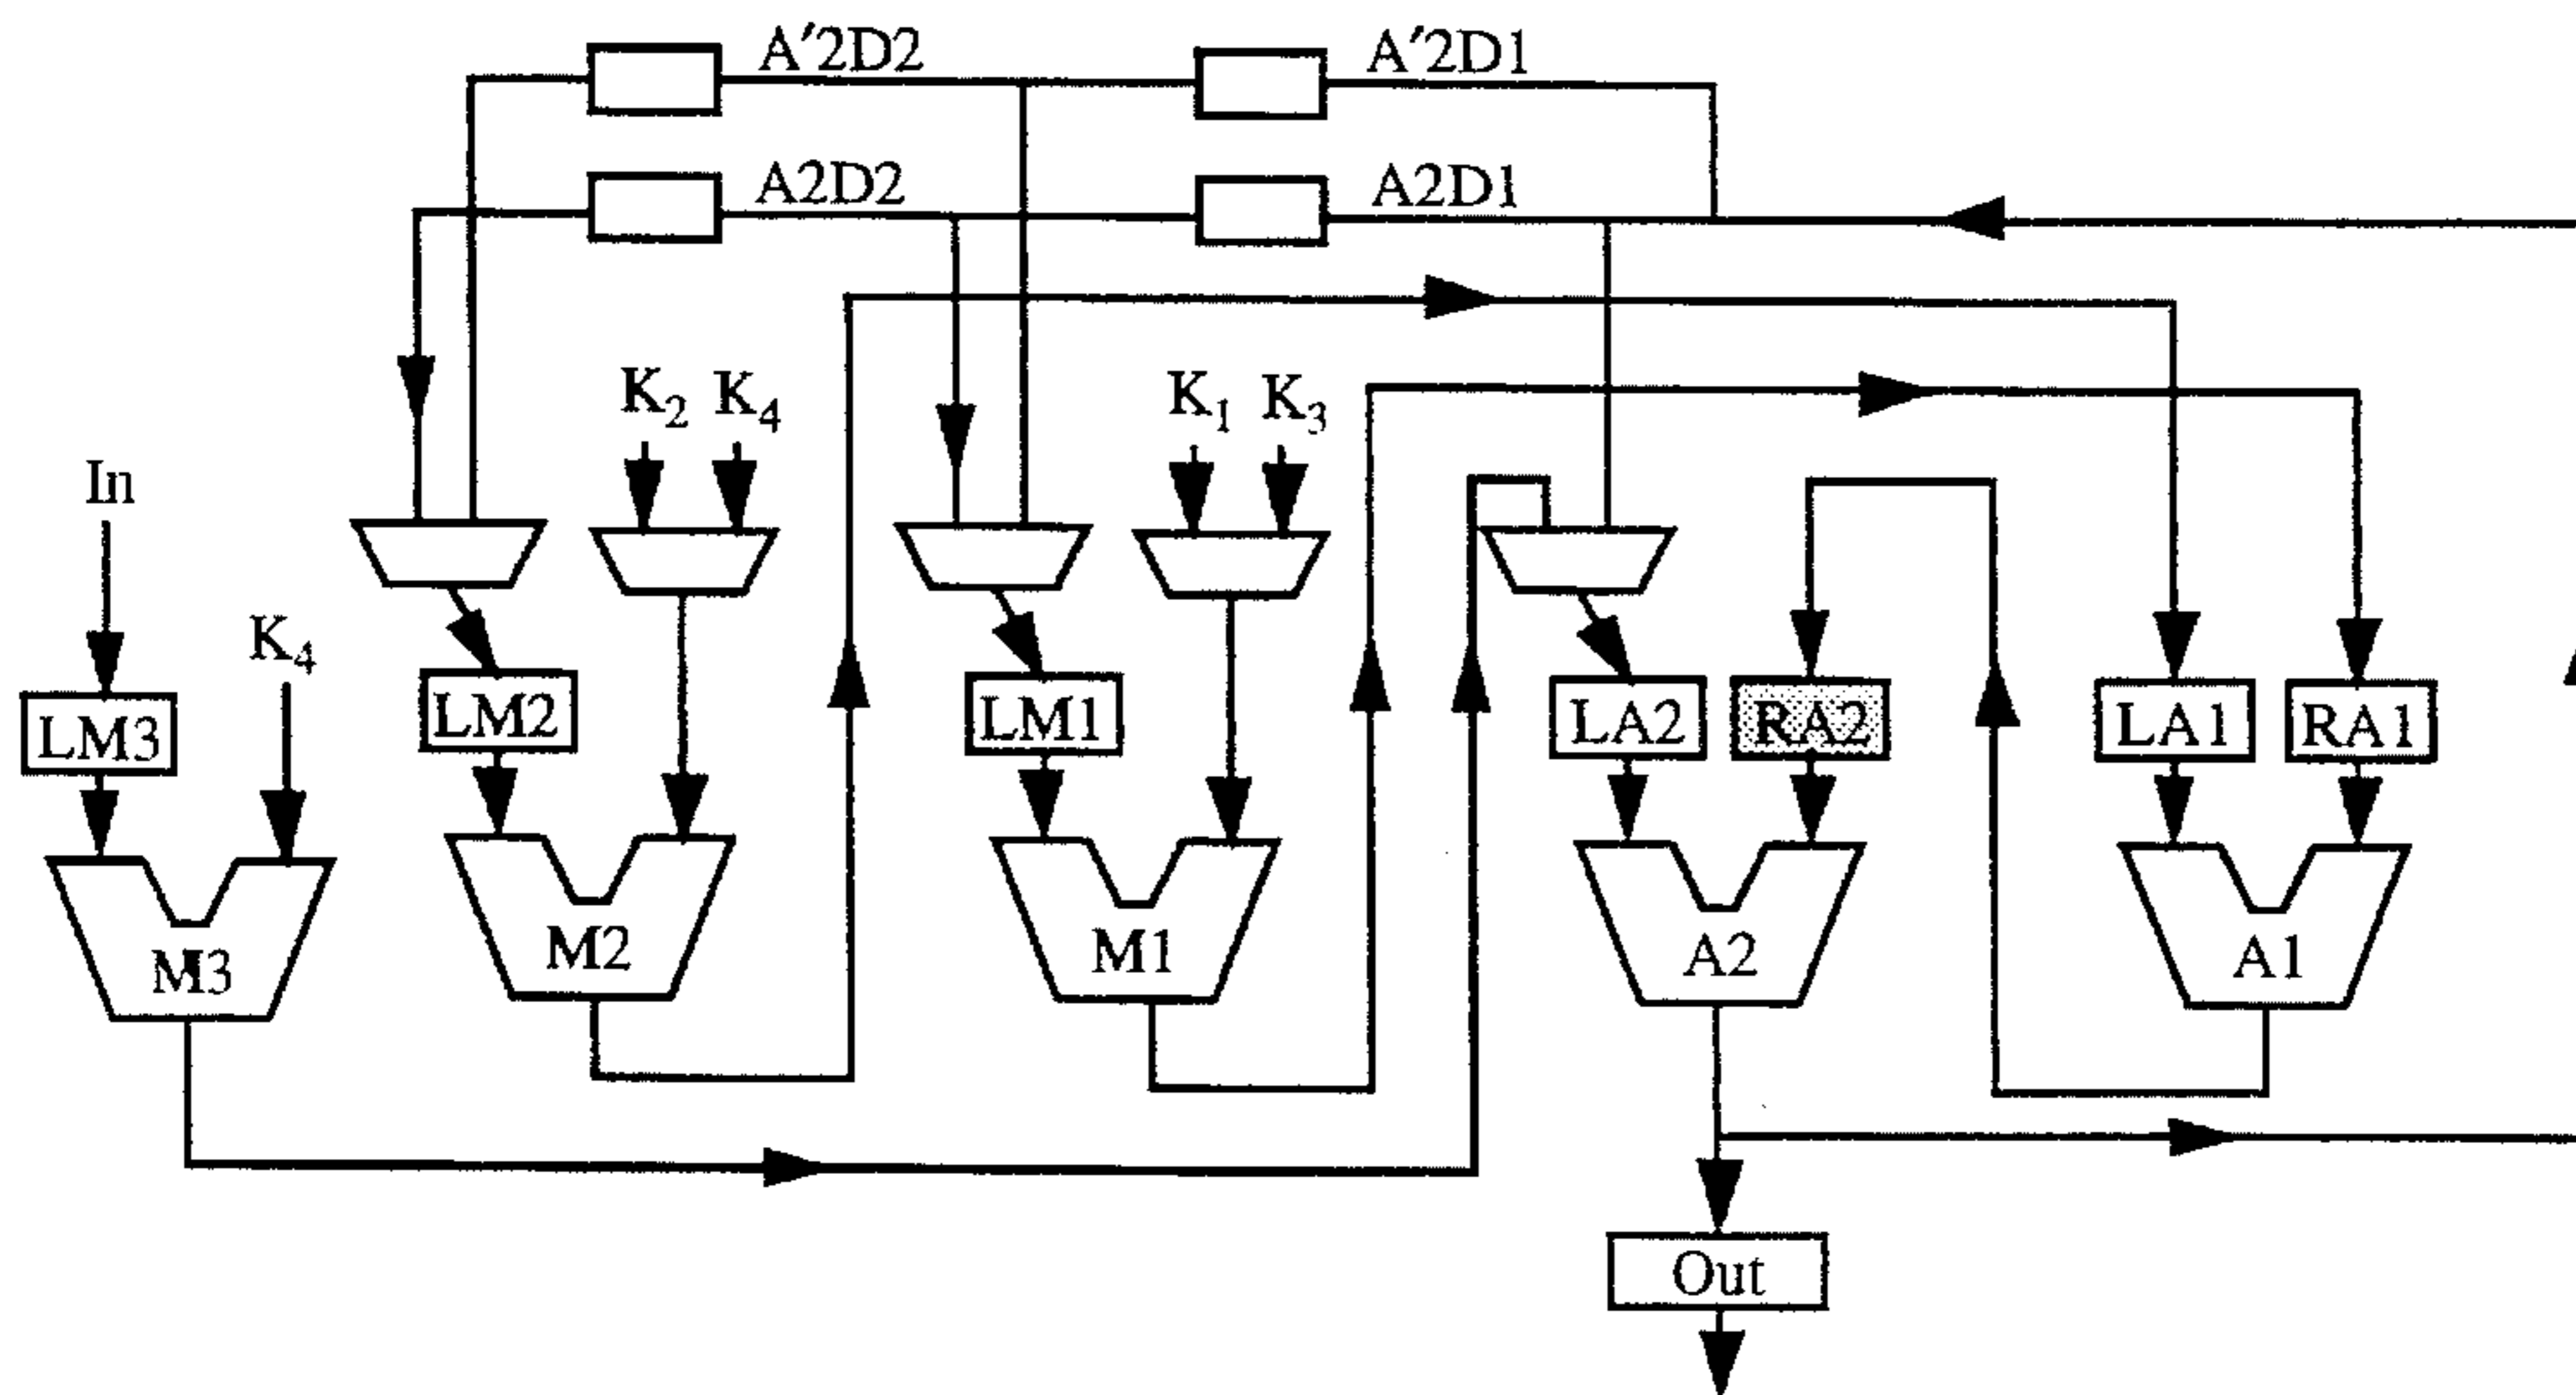 A′2D2 A′2D1
A2D2 A2D1
K₂ K₄ K₁ K₃
In
K₄
LM3 LM2 LM1 LA2 RA2 LA1 RA1
M3 M2 M1 A2 A1
Out